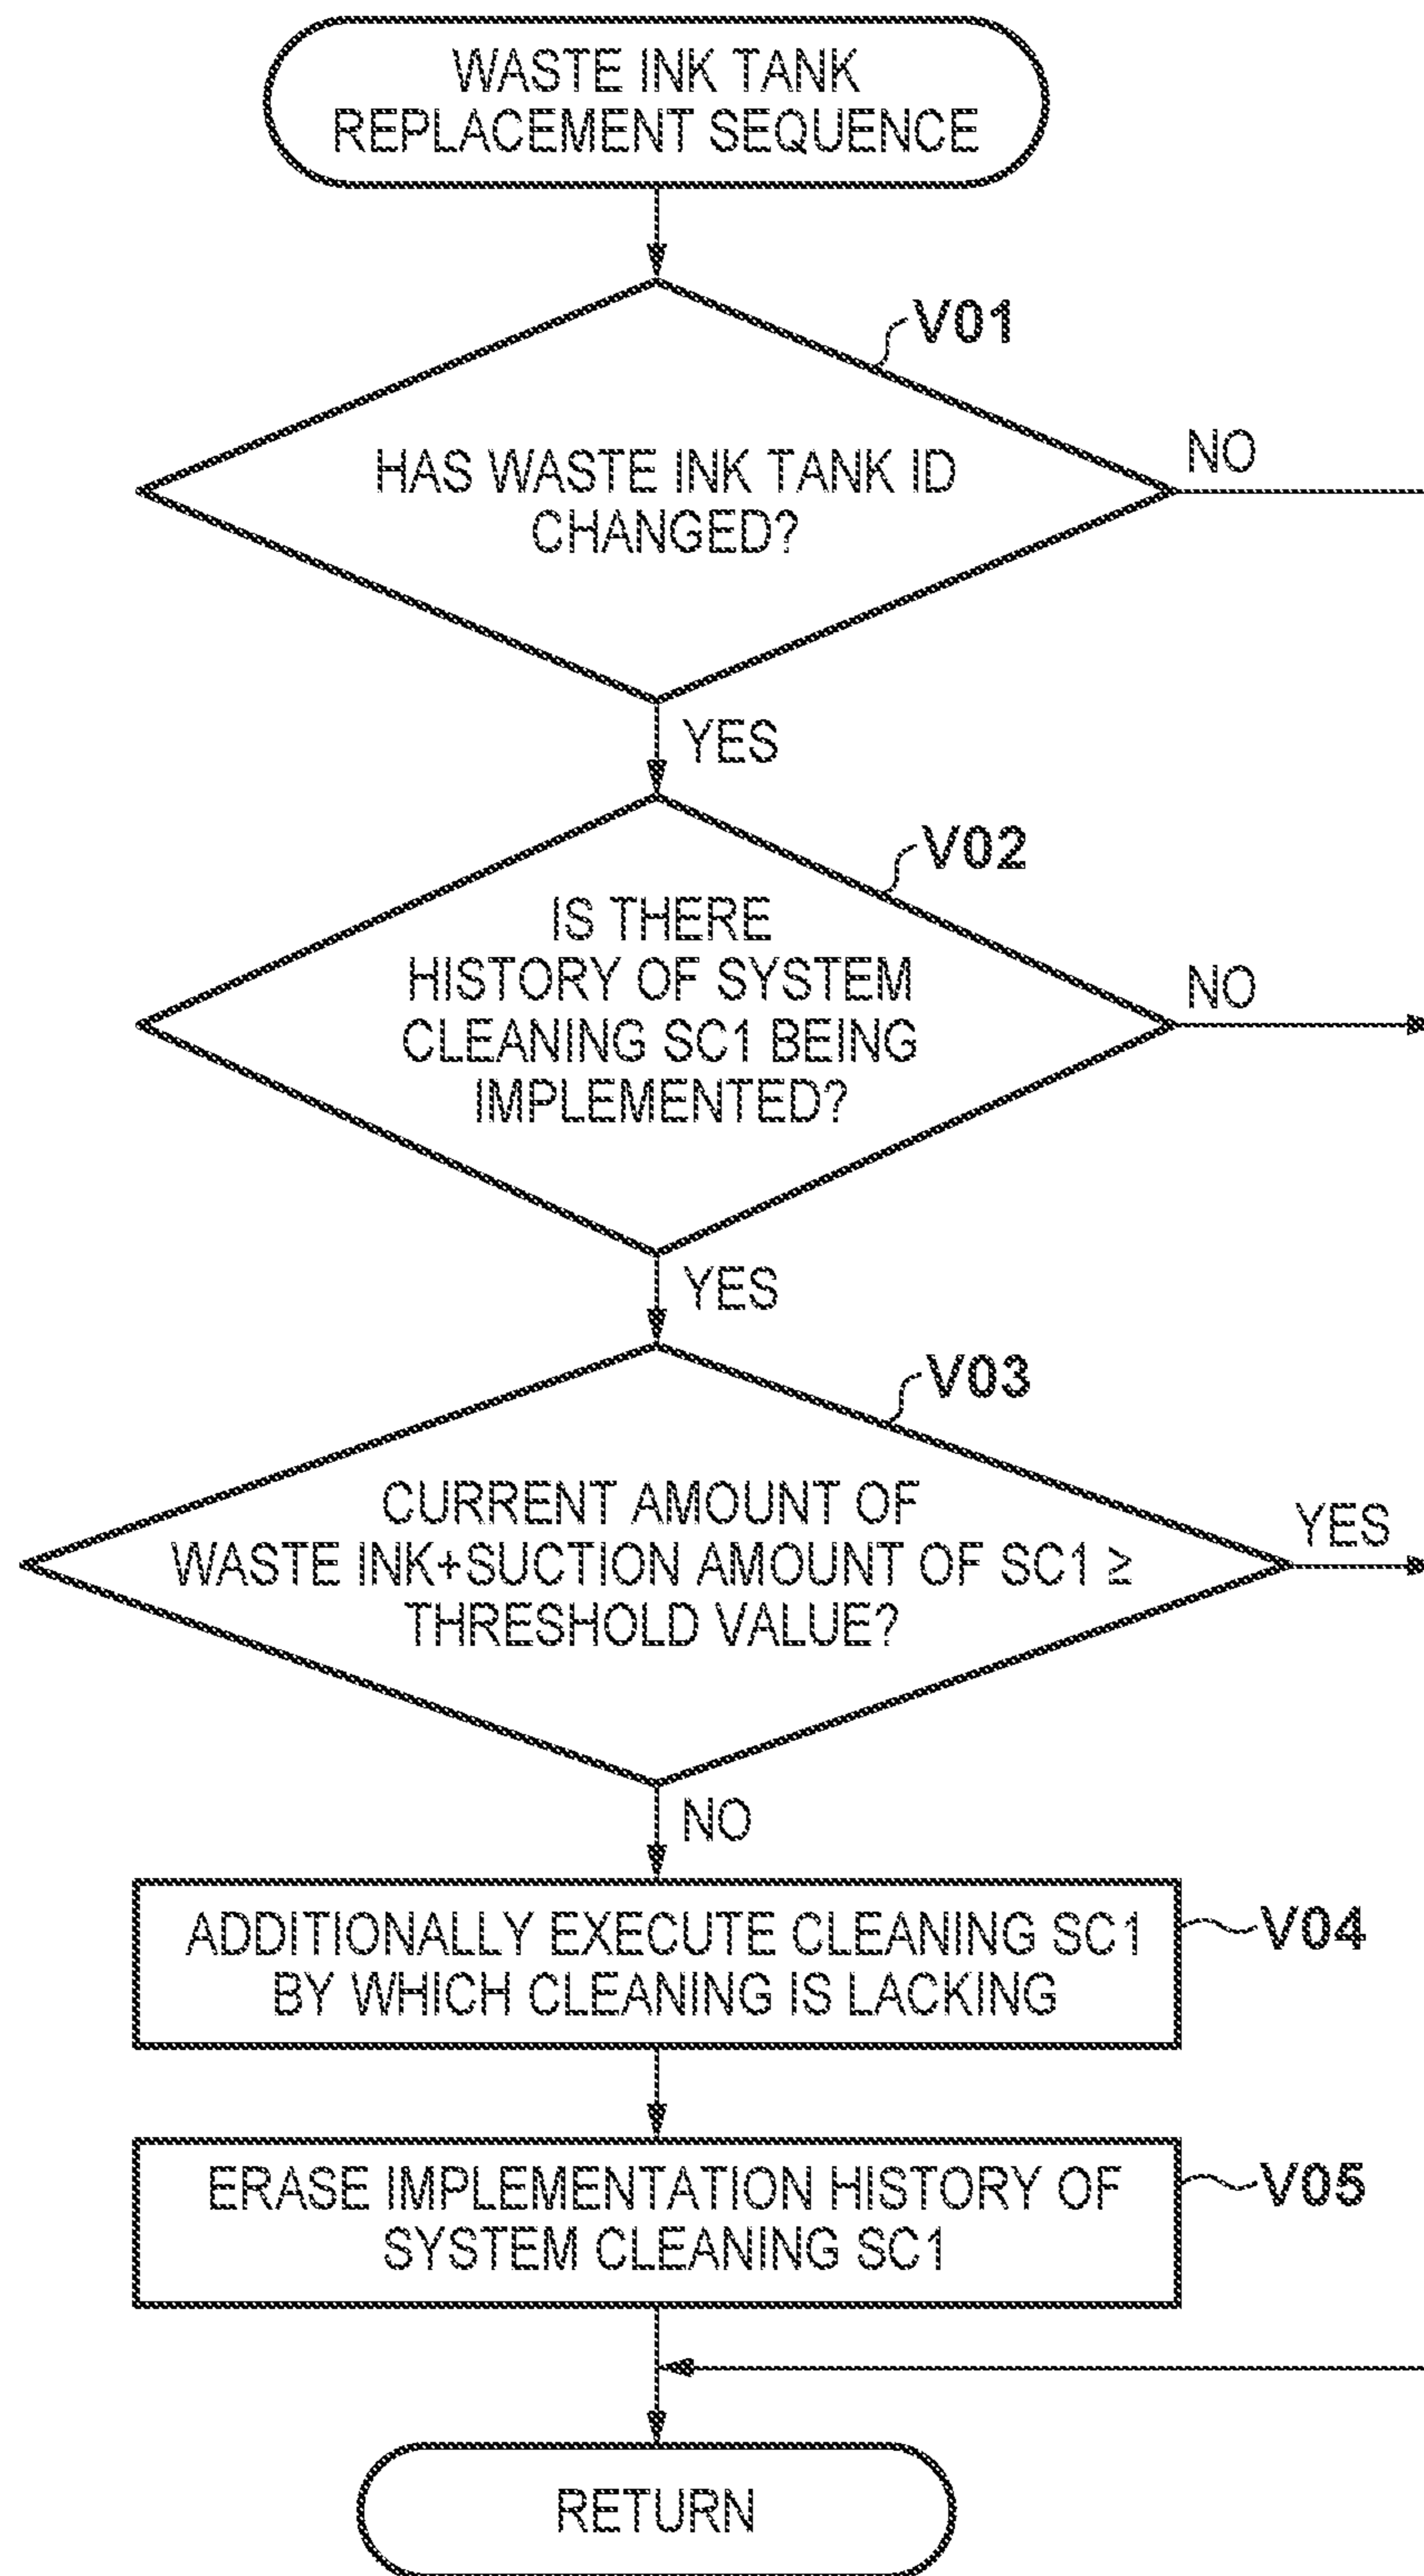 WASTE INK TANK
REPLACEMENT SEQUENCE
V01
HAS WASTE INK TANK ID
CHANGED?
NO
YES
V02
IS THERE
HISTORY OF SYSTEM
CLEANING SC1 BEING
IMPLEMENTED?
NO
YES
V03
CURRENT AMOUNT OF
WASTE INK+SUCTION AMOUNT OF SC1 ≥
THRESHOLD VALUE?
YES
NO
ADDITIONALLY EXECUTE CLEANING SC1
BY WHICH CLEANING IS LACKING
V04
ERASE IMPLEMENTATION HISTORY OF
SYSTEM CLEANING SC1
V05
RETURN